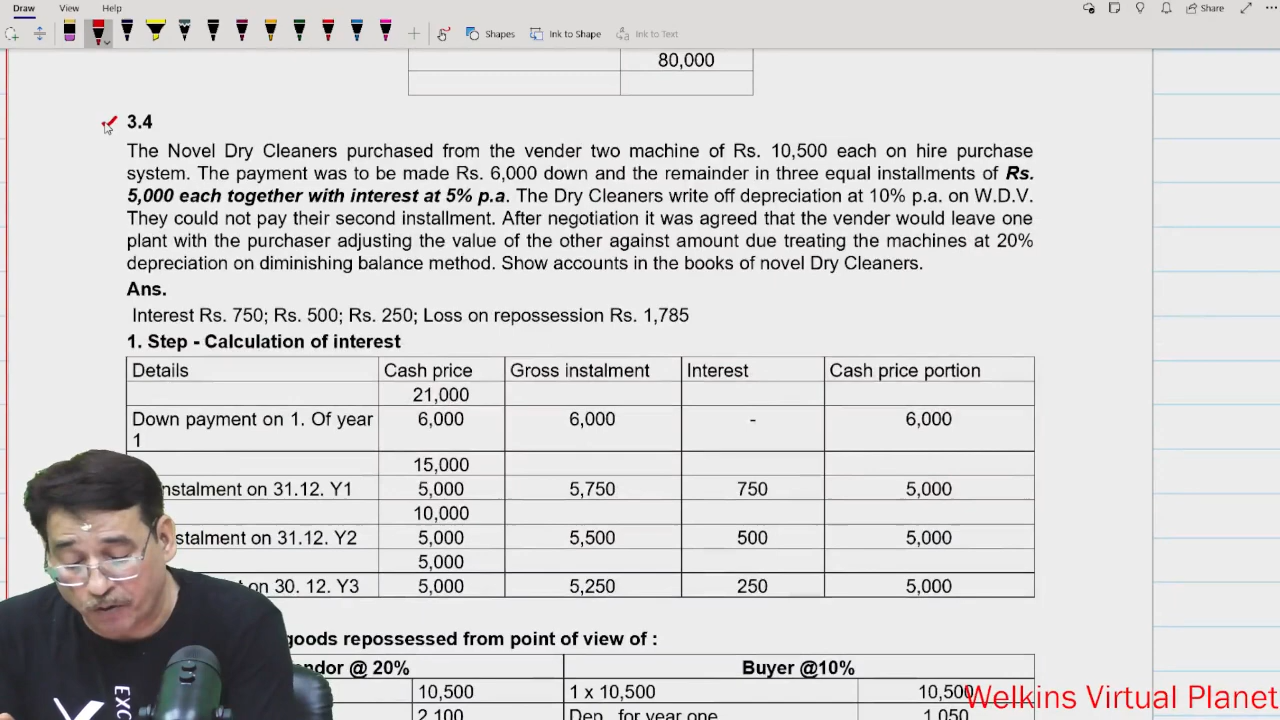 Draw View Share
Shapes Ink to Shape Ink to Text
80,000
3.4
The Novel Dry Cleaners purchased from the vender two machine of Rs. 10,500 each on hire purchase
system. The payment was to be made Rs. 6,000 down and the remainder in three equal installments of Rs.
5,000 each together with interest at 5% p.a. The Dry Cleaners write off depreciation at 10% p.a. on W.D.V.
They could not pay their second installment. After negotiation it was agreed that the vender would leave one
plant with the purchaser adjusting the value of the other against amount due treating the machines at 20%
depreciation on diminishing balance method. Show accounts in the books of novel Dry Cleaners.
Ans.
Interest Rs. 750; Rs. 500; Rs. 250; Loss on repossession Rs. 1,785
1. Step - Calculation of interest
Details Cash price Gross instalment Interest Cash price portion
21,000
Down payment on 1. Of year 6,000 6,000 - 6,000
1
15,000
nstalment on 31.12. Y1 5,000 5,750 750 5,000
10,000
stalment on 31.12. Y2 5,000 5,500 500 5,000
5,000
on 30. 12. Y3 5,000 5,250 250 5,000
goods repossessed from point of view of :
ndor @ 20% Buyer @10%
10,500 1 x 10,500 10,500
2,100 Dep. for year one 1,050
Welkins Virtual Planet
EXC